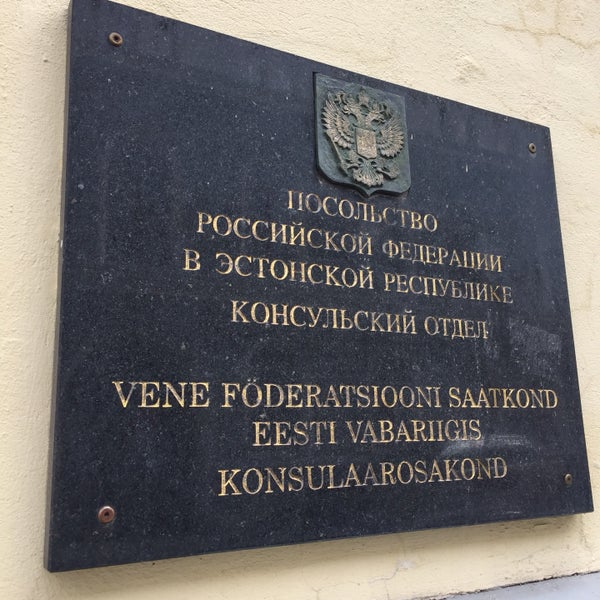 ПОСОЛЬСТВО
РОССИЙСКОЙ ФЕДЕРАЦИИ
В ЭСТОНСКОЙ РЕСПУБЛИКЕ
КОНСУЛЬСКИЙ ОТДЕЛ
VENE FÖDERATSIOONI SAATKOND
EESTI VABARIIGIS
KONSULAAROSAKOND